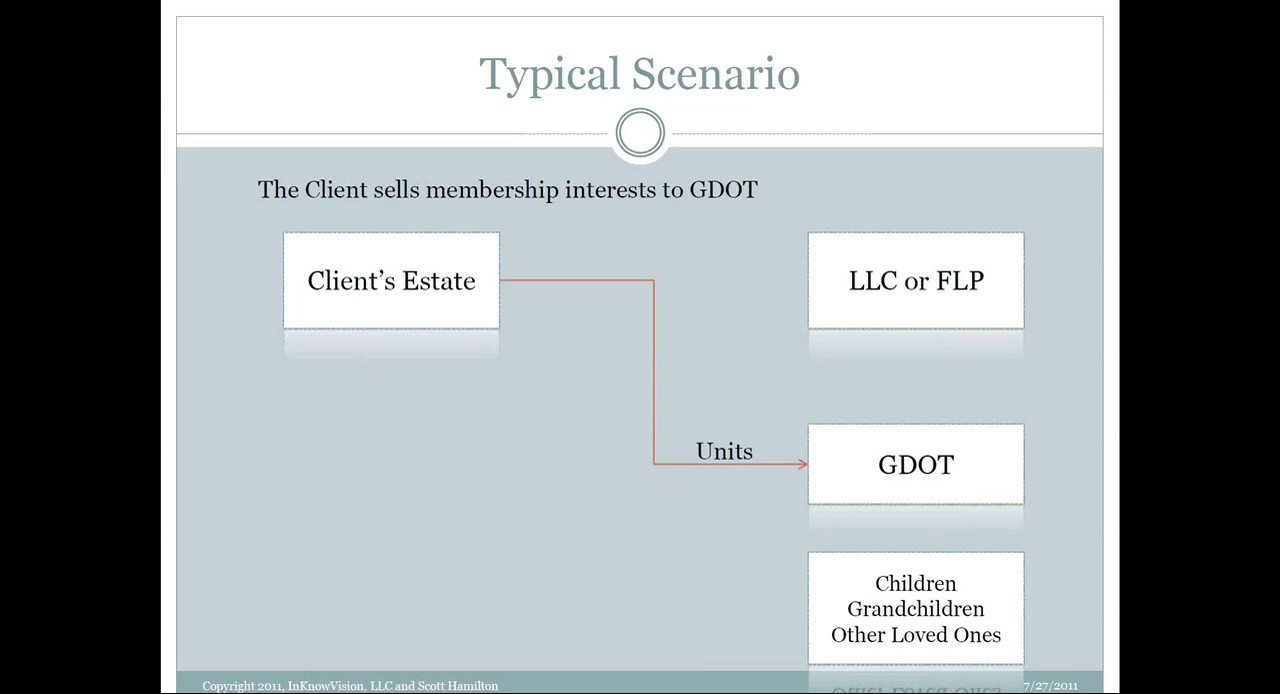 Typical Scenario
The Client sells membership interests to GDOT
Client’s Estate
LLC or FLP
Units
GDOT
Children
Grandchildren
Other Loved Ones
Copyright 2011, InKnowVision, LLC and Scott Hamilton
7/27/2011